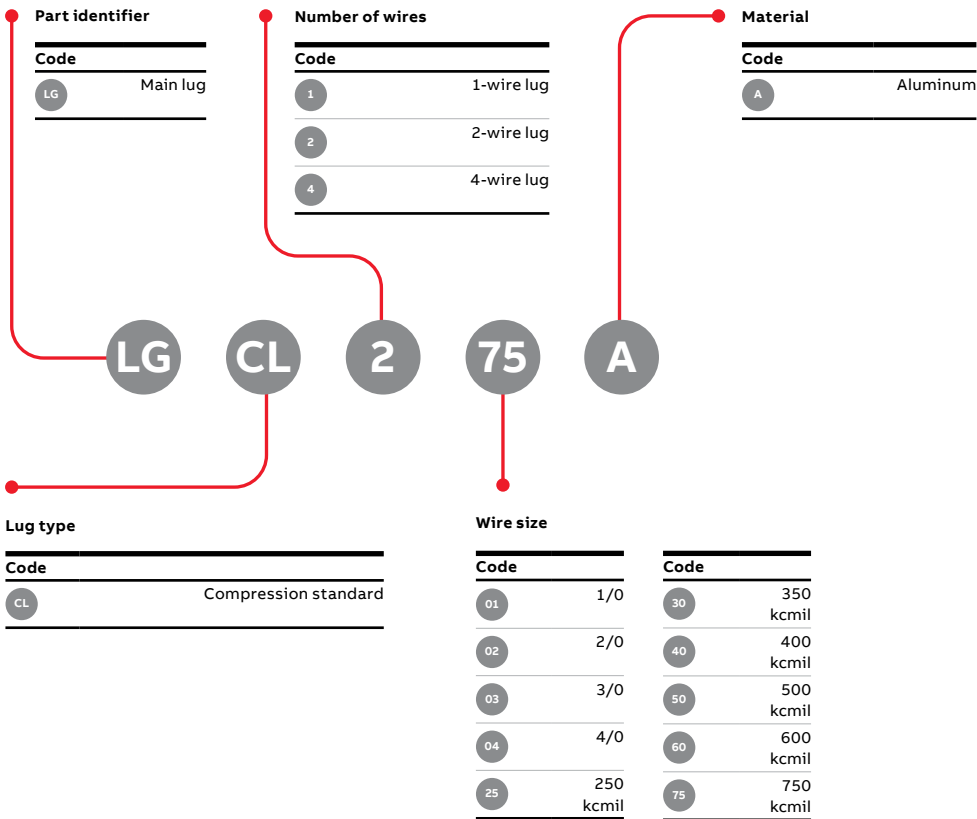 Part identifier
Code
LG Main lug
Number of wires
Code
1 1-wire lug
2 2-wire lug
4 4-wire lug
Material
Code
A Aluminum
LG CL 2 75 A
Lug type
Code
CL Compression standard
Wire size
Code
01 1/0
02 2/0
03 3/0
04 4/0
25 250
kcmil
Code
30 350
kcmil
40 400
kcmil
50 500
kcmil
60 600
kcmil
75 750
kcmil